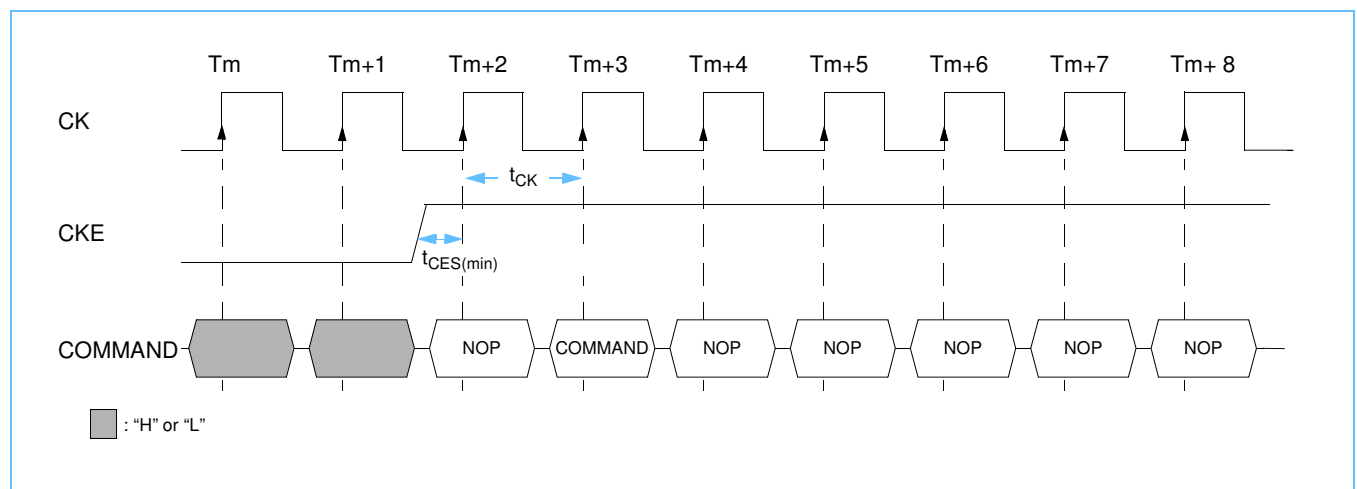 Tm Tm+1 Tm+2 Tm+3 Tm+4 Tm+5 Tm+6 Tm+7 Tm+ 8
CK
tCK
CKE
tCES(min)
COMMAND NOP COMMAND NOP NOP NOP NOP NOP
: “H” or “L”